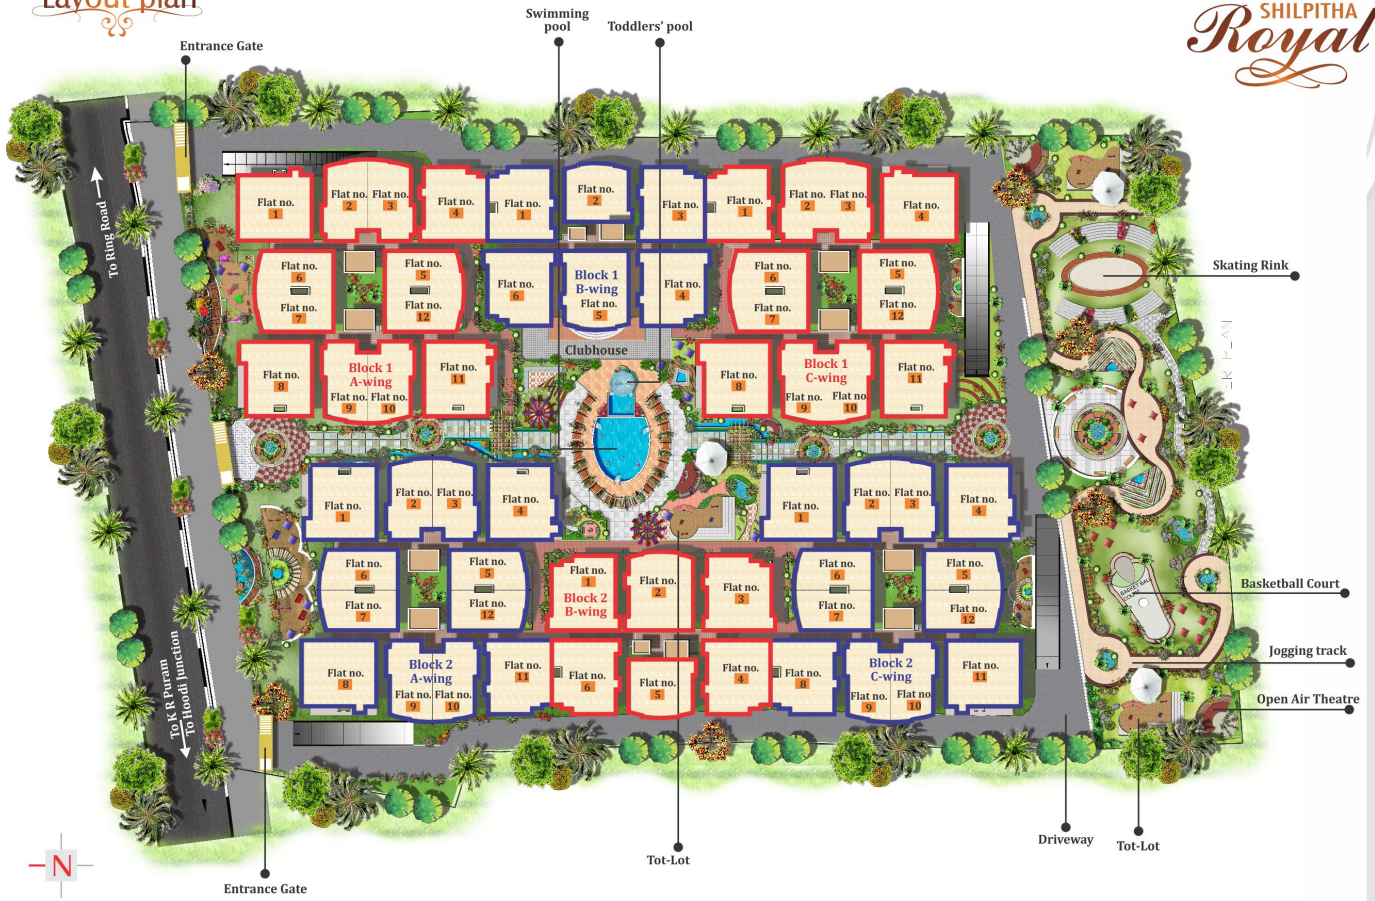 Layout plan
SHILPITHA
Royal
Swimming
pool
Toddlers' pool
Entrance Gate
To Ring Road
Flat no.
1
Flat no.
2
Flat no.
3
Flat no.
4
Flat no.
1
Flat no.
2
Flat no.
3
Flat no.
1
Flat no.
2
Flat no.
3
Flat no.
4
Flat no.
6
Flat no.
7
Flat no.
5
Flat no.
12
Flat no.
6
Block 1
B-wing
Flat no.
5
Flat no.
4
Flat no.
6
Flat no.
7
Flat no.
5
Flat no.
12
Skating Rink
Clubhouse
Flat no.
8
Block 1
A-wing
Flat no.
9
Flat no.
10
Flat no.
11
Flat no.
8
Block 1
C-wing
Flat no.
9
Flat no.
10
Flat no.
11
Flat no.
1
Flat no.
2
Flat no.
3
Flat no.
4
Flat no.
1
Flat no.
2
Flat no.
3
Flat no.
4
Flat no.
6
Flat no.
7
Flat no.
5
Flat no.
12
Flat no.
1
Block 2
B-wing
Flat no.
2
Flat no.
3
Flat no.
6
Flat no.
7
Flat no.
5
Flat no.
12
BASKET BALL
COURT
Basketball Court
To K R Puram
To Hoodi Junction
Flat no.
8
Block 2
A-wing
Flat no.
9
Flat no.
10
Flat no.
11
Flat no.
6
Flat no.
5
Flat no.
4
Flat no.
8
Block 2
C-wing
Flat no.
9
Flat no
10
Flat no.
11
Jogging track
Open Air Theatre
Driveway
Tot-Lot
Tot-Lot
N
Entrance Gate